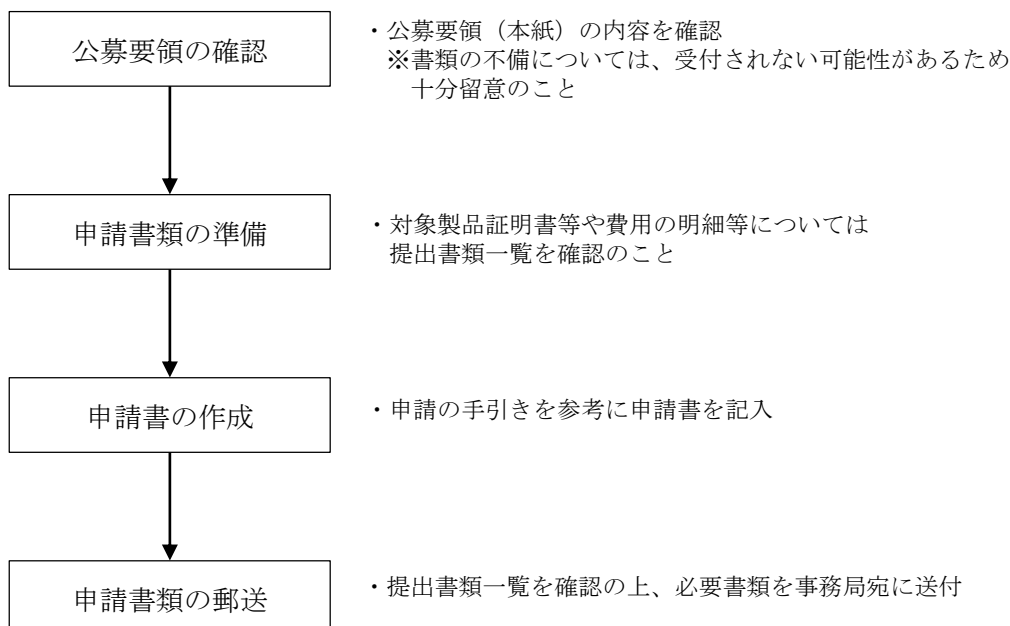 公募要領の確認
・公募要領（本紙）の内容を確認
※書類の不備については、受付されない可能性があるため
十分留意のこと
申請書類の準備
・対象製品証明書等や費用の明細等については
提出書類一覧を確認のこと
申請書の作成
・申請の手引きを参考に申請書を記入
申請書類の郵送
・提出書類一覧を確認の上、必要書類を事務局宛に送付